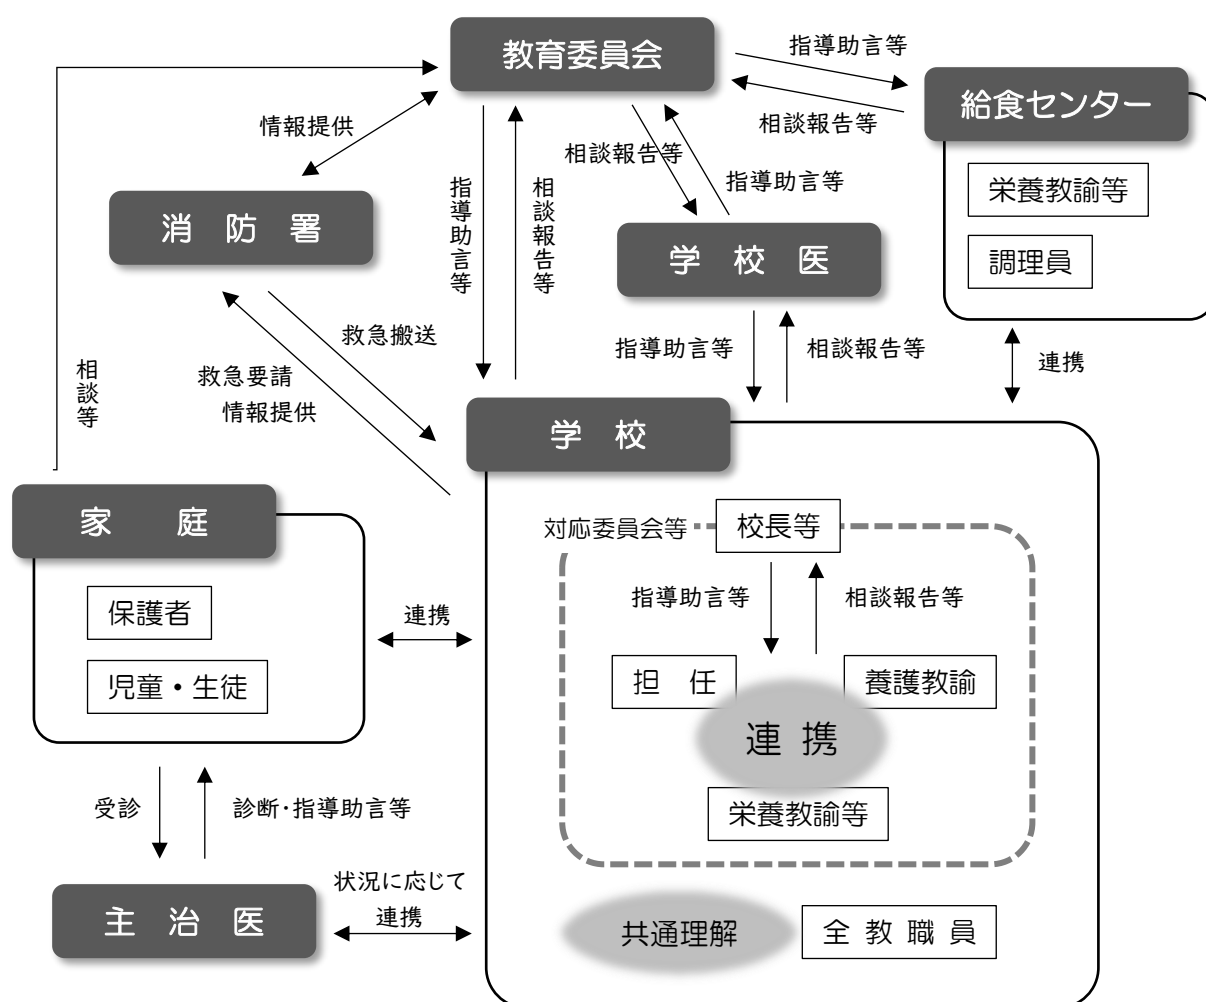 教育委員会
指導助言等
相談報告等
給食センター
栄養教諭等
調理員
情報提供
消 防 署
指導助言等
相談報告等
相談報告等
指導助言等
学 校 医
救急搬送
救急要請
情報提供
指導助言等
相談報告等
連携
相談等
学 校
家 庭
保護者
児童・生徒
連携
対応委員会等
校長等
指導助言等
相談報告等
担 任
養護教諭
連 携
栄養教諭等
受診
診断・指導助言等
主 治 医
状況に応じて
連携
共通理解
全 教 職 員